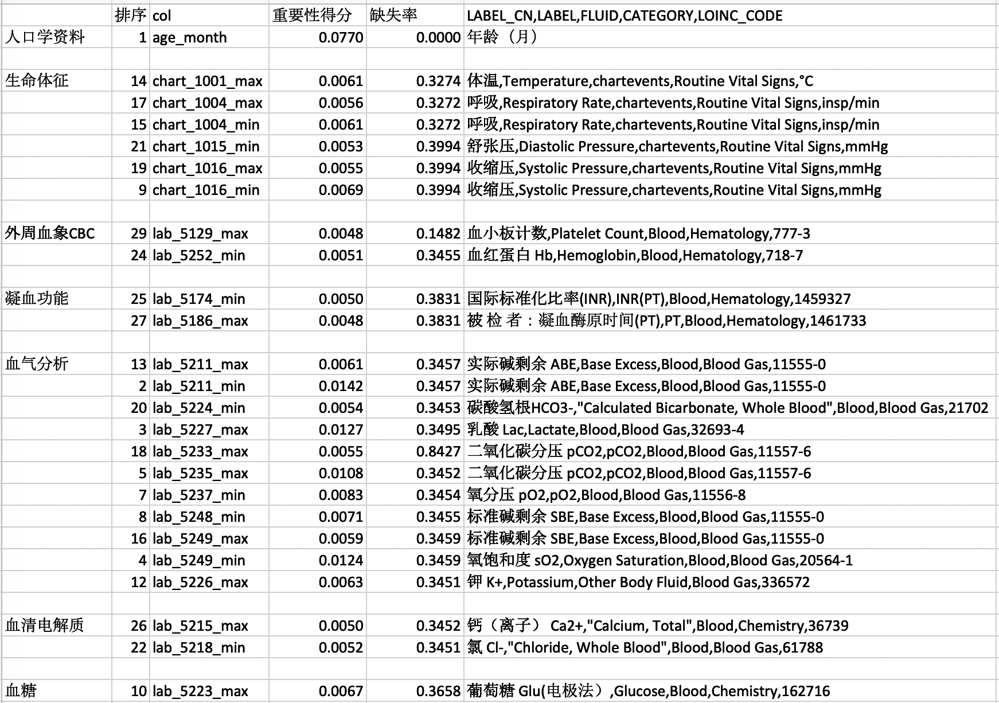 排序 col 重要性得分 缺失率 LABEL_CN,LABEL,FLUID,CATEGORY,LOINC_CODE
人口学资料 1 age_month 0.0770 0.0000 年龄（月）
生命体征 14 chart_1001_max 0.0061 0.3274 体温,Temperature,chartevents,Routine Vital Signs,°C
17 chart_1004_max 0.0056 0.3272 呼吸,Respiratory Rate,chartevents,Routine Vital Signs,insp/min
15 chart_1004_min 0.0061 0.3272 呼吸,Respiratory Rate,chartevents,Routine Vital Signs,insp/min
21 chart_1015_min 0.0053 0.3994 舒张压,Diastolic Pressure,chartevents,Routine Vital Signs,mmHg
19 chart_1016_max 0.0055 0.3994 收缩压,Systolic Pressure,chartevents,Routine Vital Signs,mmHg
9 chart_1016_min 0.0069 0.3994 收缩压,Systolic Pressure,chartevents,Routine Vital Signs,mmHg
外周血象CBC 29 lab_5129_max 0.0048 0.1482 血小板计数,Platelet Count,Blood,Hematology,777-3
24 lab_5252_min 0.0051 0.3455 血红蛋白 Hb,Hemoglobin,Blood,Hematology,718-7
凝血功能 25 lab_5174_min 0.0050 0.3831 国际标准化比率(INR),INR(PT),Blood,Hematology,1459327
27 lab_5186_max 0.0048 0.3831 被 检 者：凝血酶原时间(PT),PT,Blood,Hematology,1461733
血气分析 13 lab_5211_max 0.0061 0.3457 实际碱剩余 ABE,Base Excess,Blood,Blood Gas,11555-0
2 lab_5211_min 0.0142 0.3457 实际碱剩余 ABE,Base Excess,Blood,Blood Gas,11555-0
20 lab_5224_min 0.0054 0.3453 碳酸氢根HCO3-,"Calculated Bicarbonate, Whole Blood",Blood,Blood Gas,21702
3 lab_5227_max 0.0127 0.3495 乳酸 Lac,Lactate,Blood,Blood Gas,32693-4
18 lab_5233_max 0.0055 0.8427 二氧化碳分压 pCO2,pCO2,Blood,Blood Gas,11557-6
5 lab_5235_max 0.0108 0.3452 二氧化碳分压 pCO2,pCO2,Blood,Blood Gas,11557-6
7 lab_5237_min 0.0083 0.3454 氧分压 pO2,pO2,Blood,Blood Gas,11556-8
8 lab_5248_min 0.0071 0.3455 标准碱剩余 SBE,Base Excess,Blood,Blood Gas,11555-0
16 lab_5249_max 0.0059 0.3459 标准碱剩余 SBE,Base Excess,Blood,Blood Gas,11555-0
4 lab_5249_min 0.0124 0.3459 氧饱和度 sO2,Oxygen Saturation,Blood,Blood Gas,20564-1
12 lab_5226_max 0.0063 0.3451 钾 K+,Potassium,Other Body Fluid,Blood Gas,336572
血清电解质 26 lab_5215_max 0.0050 0.3452 钙（离子） Ca2+,"Calcium, Total",Blood,Chemistry,36739
22 lab_5218_min 0.0052 0.3451 氯 Cl-,"Chloride, Whole Blood",Blood,Blood Gas,61788
血糖 10 lab_5223_max 0.0067 0.3658 葡萄糖 Glu(电极法）,Glucose,Blood,Chemistry,162716